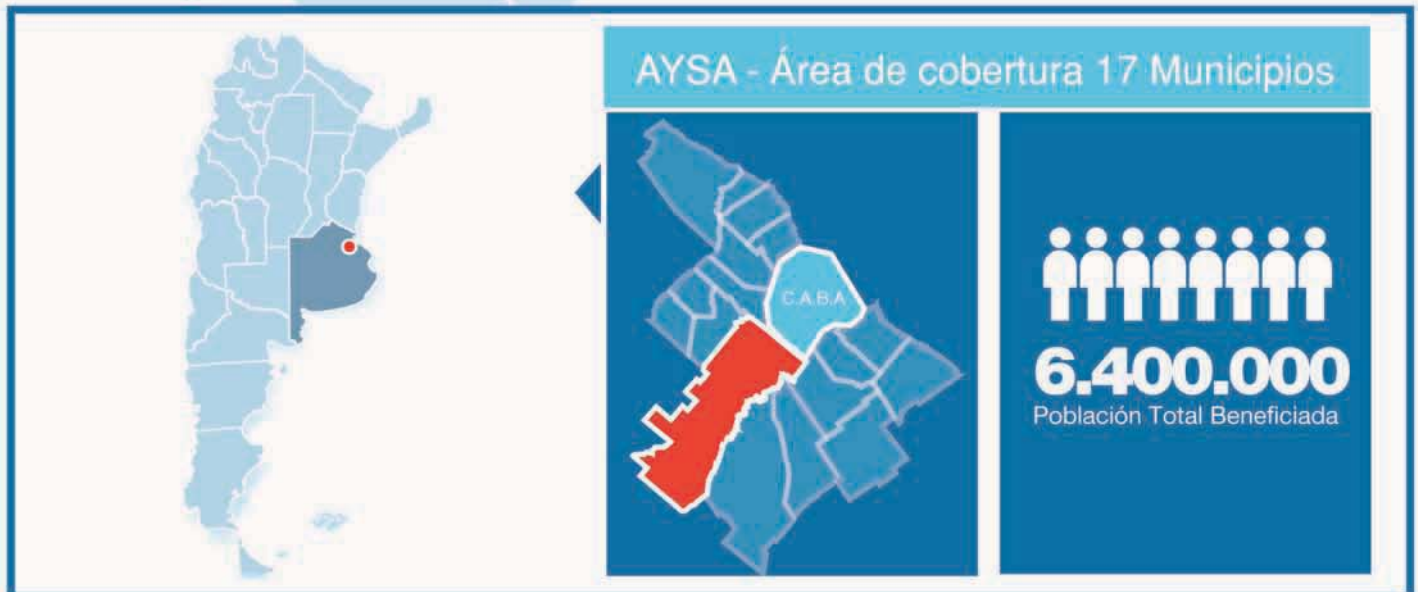 AYSA - Área de cobertura 17 Municipios
C.A.B.A
6.400.000
Población Total Beneficiada